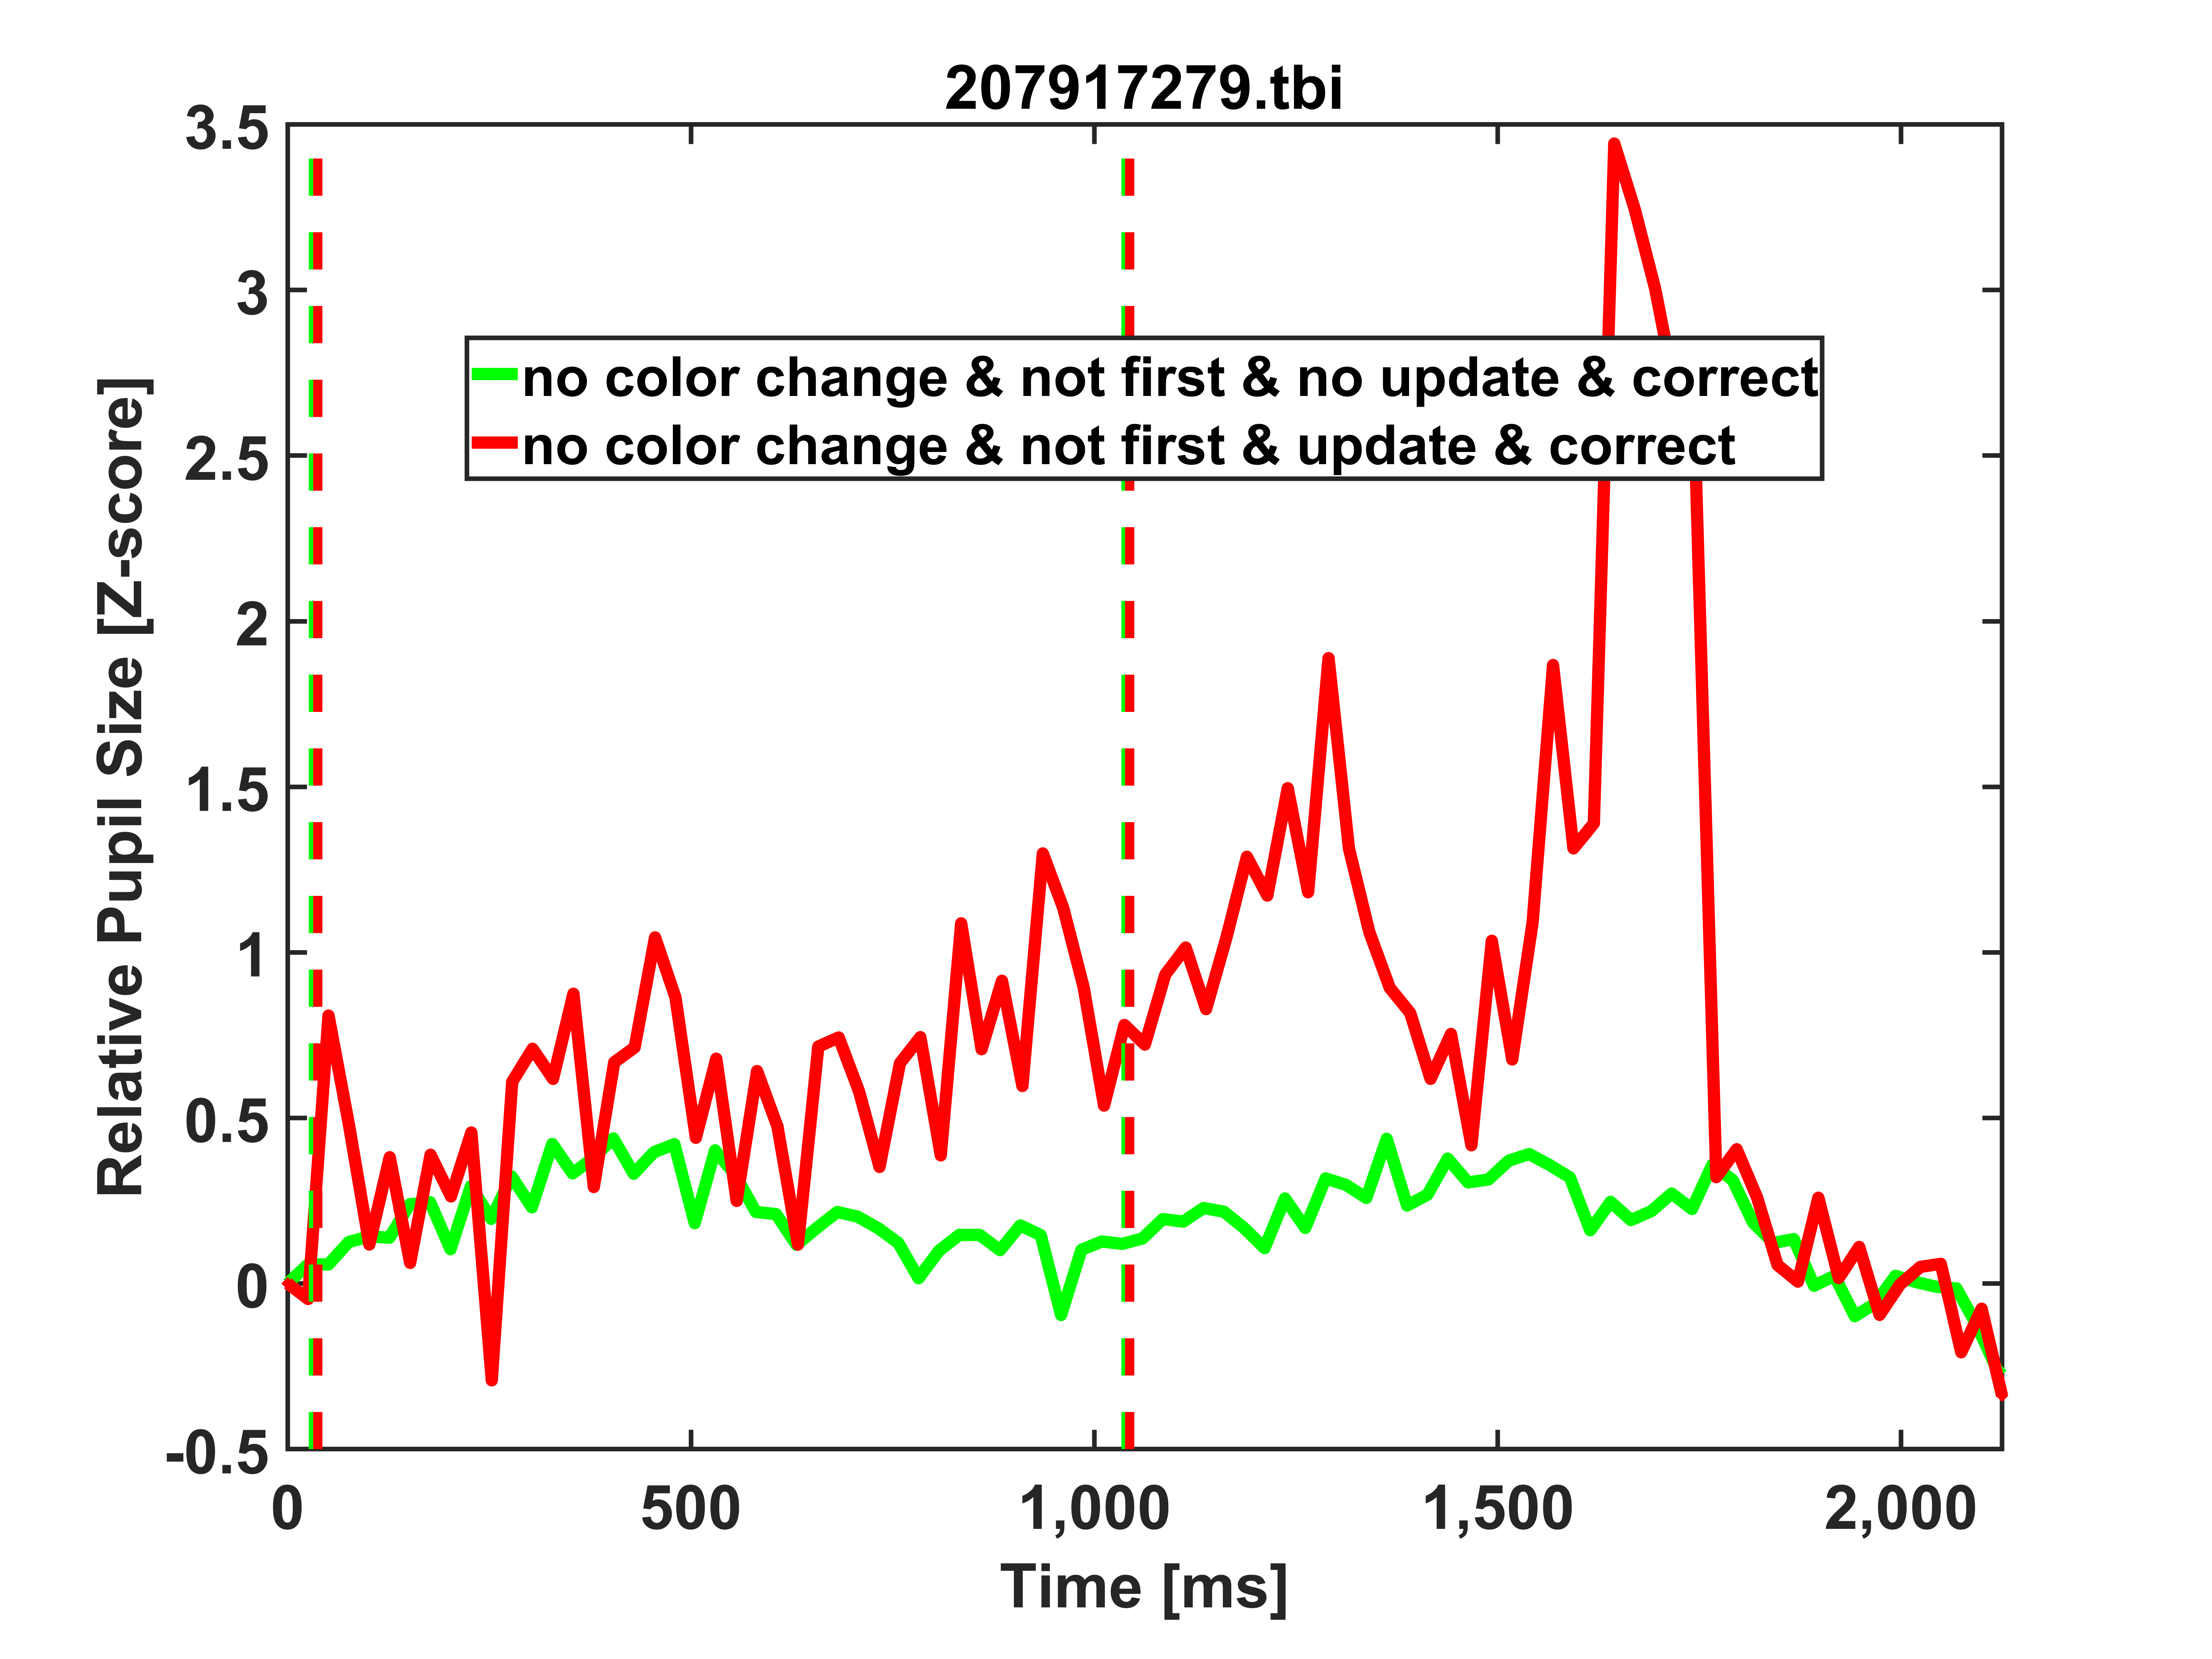 207917279.tbi
3.5
3
2.5
2
1.5
1
0.5
0
-0.5
Relative Pupil Size [Z-score]
no color change & not first & no update & correct
no color change & not first & update & correct
0 500 1,000 1,500 2,000
Time [ms]